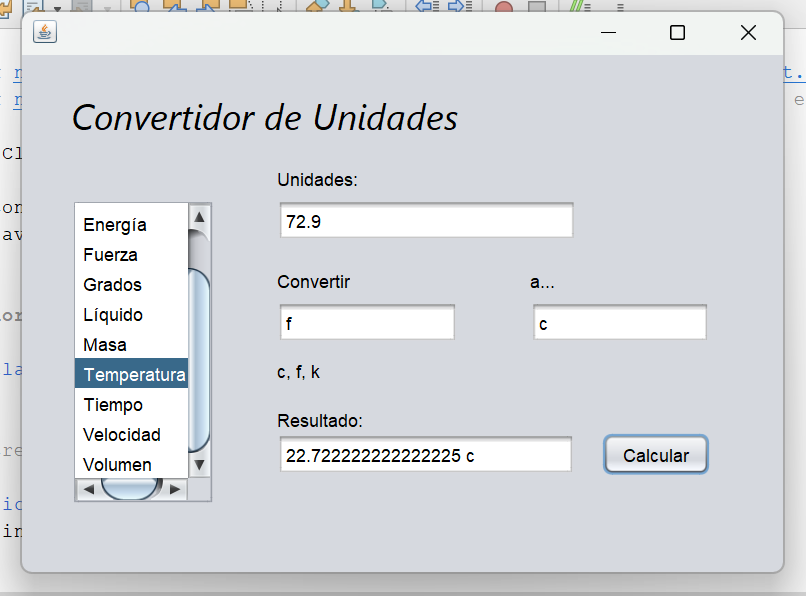 Convertidor de Unidades
Unidades:
72.9
Energía
Fuerza
Grados
Líquido
Masa
Temperatura
Tiempo
Velocidad
Volumen
Convertir
a...
f
c
c, f, k
Resultado:
22.722222222222225 c
Calcular